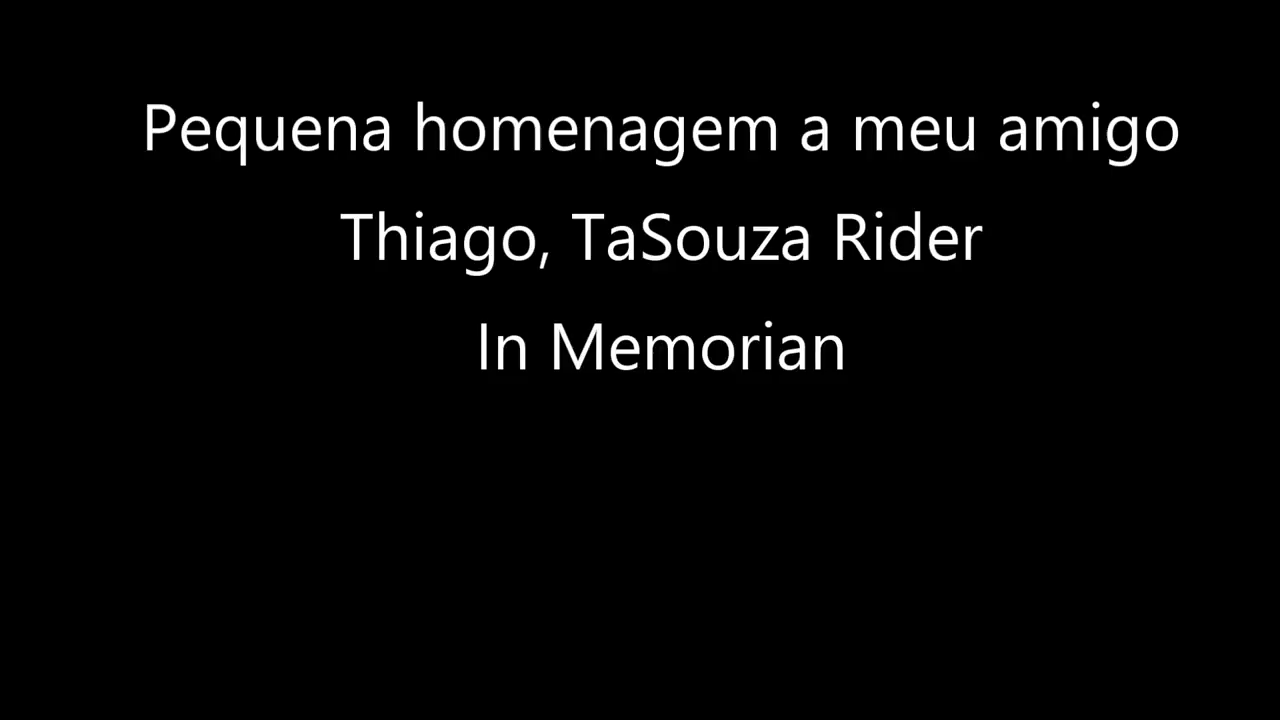 Pequena homenagem a meu amigo
Thiago, TaSouza Rider
In Memorian